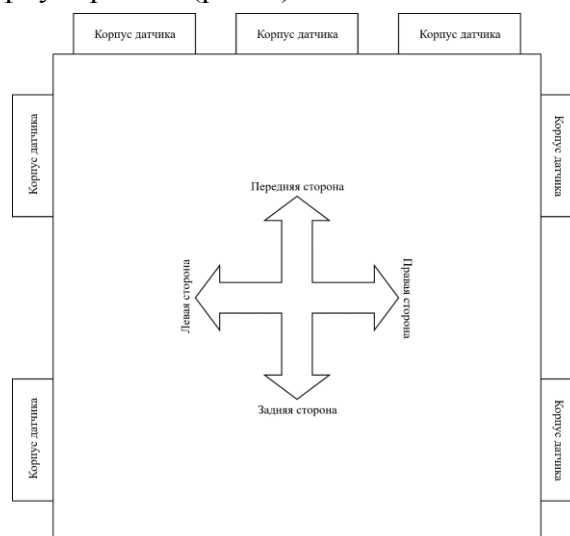 Корпус датчика
Корпус датчика
Корпус датчика
Корпус датчика
Корпус датчика
Передняя сторона
Левая сторона
Правая сторона
Задняя сторона
Корпус датчика
Корпус датчика